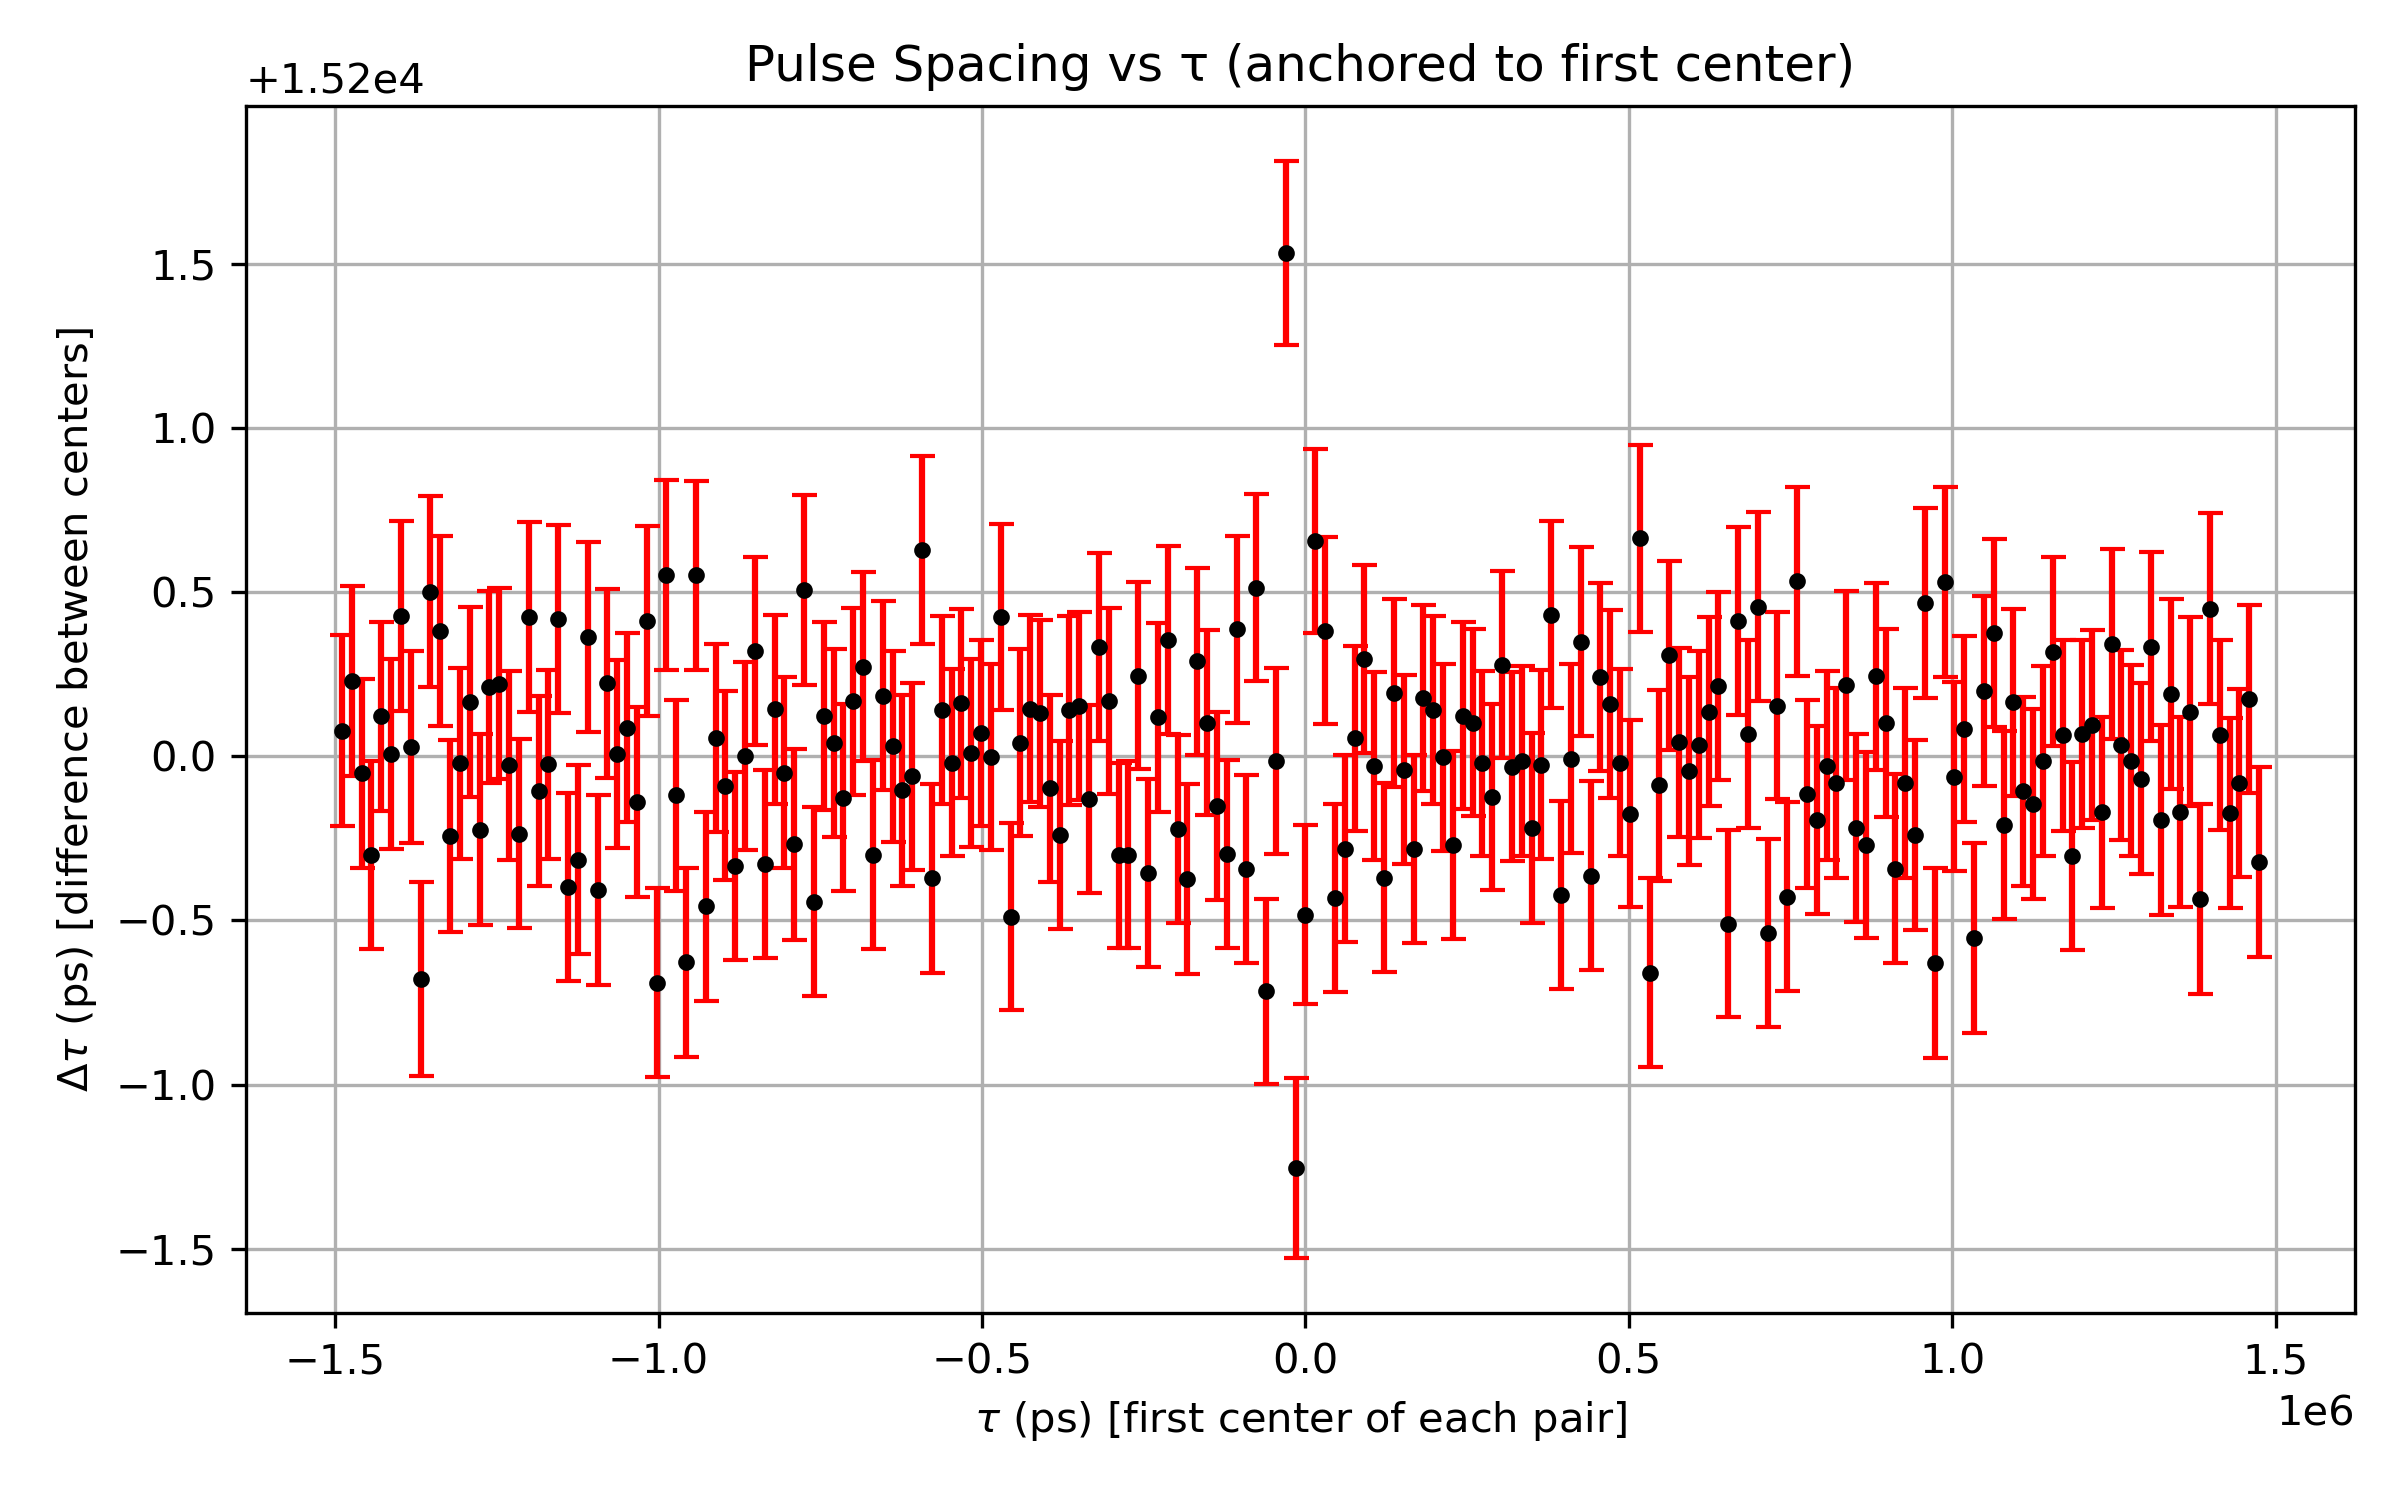 Pulse Spacing vs τ (anchored to first center)
+1.52e4
Δτ (ps) [difference between centers]
1.5
1.0
0.5
0.0
−0.5
−1.0
−1.5
−1.5 −1.0 −0.5 0.0 0.5 1.0 1.5
1e6
τ (ps) [first center of each pair]